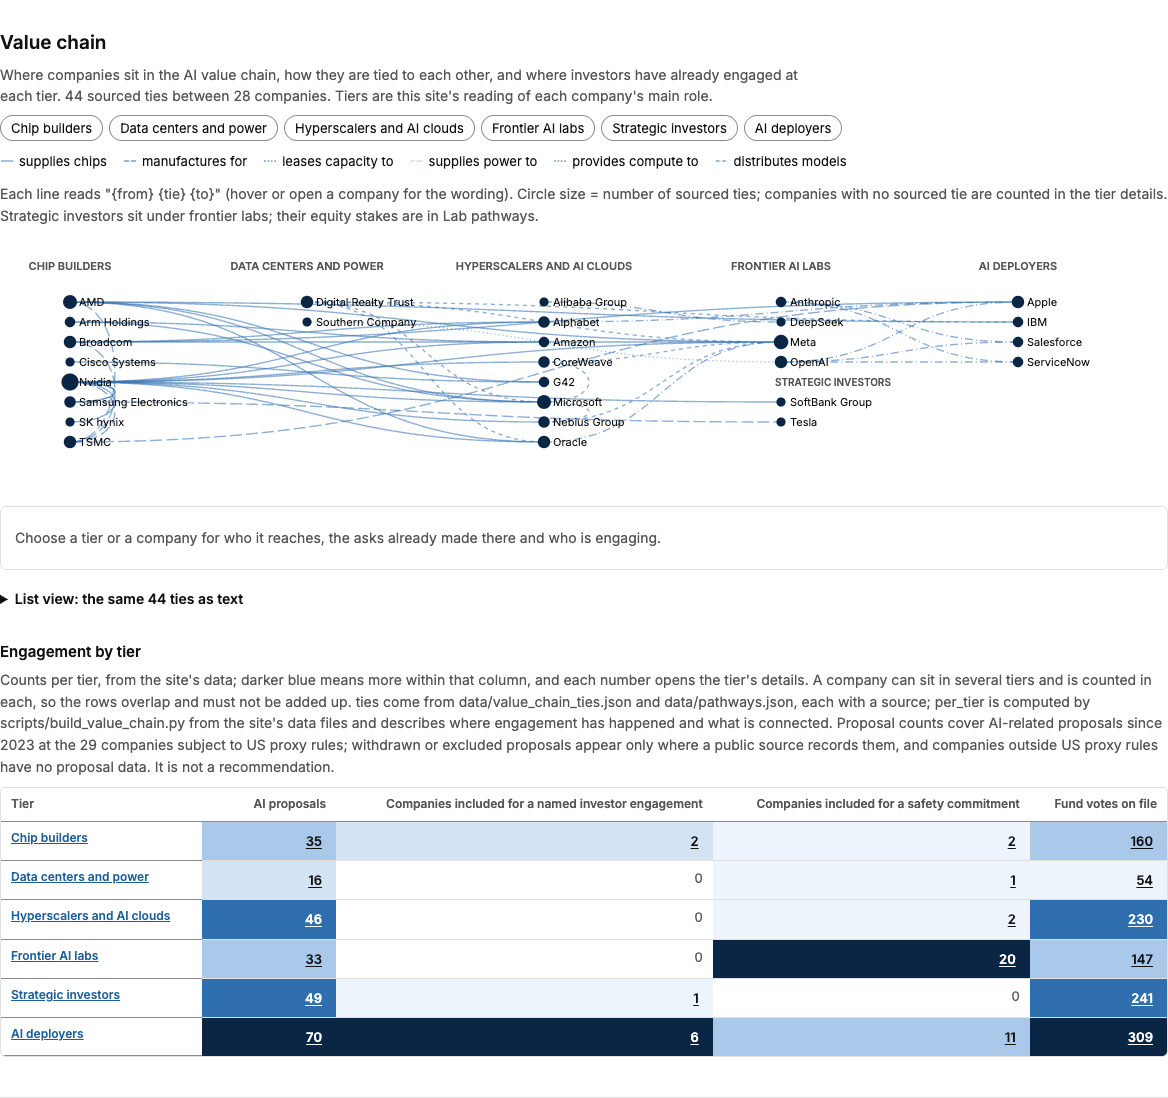 Value chain
Where companies sit in the AI value chain, how they are tied to each other, and where investors have already engaged at
each tier. 44 sourced ties between 28 companies. Tiers are this site's reading of each company's main role.
Chip builders Data centers and power Hyperscalers and AI clouds Frontier AI labs Strategic investors AI deployers
supplies chips manufactures for leases capacity to supplies power to provides compute to distributes models
Each line reads "{from} {tie} {to}" (hover or open a company for the wording). Circle size = number of sourced ties; companies with no sourced tie are counted in the tier details.
Strategic investors sit under frontier labs; their equity stakes are in Lab pathways.
CHIP BUILDERS DATA CENTERS AND POWER HYPERSCALERS AND AI CLOUDS FRONTIER AI LABS AI DEPLOYERS
AMD Digital Realty Trust Alibaba Group Anthropic Apple
Arm Holdings Southern Company Alphabet DeepSeek IBM
Broadcom Amazon Meta Salesforce
Cisco Systems CoreWeave OpenAI ServiceNow
Nvidia G42 STRATEGIC INVESTORS
Samsung Electronics Microsoft SoftBank Group
SK hynix Nebius Group Tesla
TSMC Oracle
Choose a tier or a company for who it reaches, the asks already made there and who is engaging.
List view: the same 44 ties as text
Engagement by tier
Counts per tier, from the site's data; darker blue means more within that column, and each number opens the tier's details. A company can sit in several tiers and is counted in
each, so the rows overlap and must not be added up. ties come from data/value_chain_ties.json and data/pathways.json, each with a source; per_tier is computed by
scripts/build_value_chain.py from the site's data files and describes where engagement has happened and what is connected. Proposal counts cover AI-related proposals since
2023 at the 29 companies subject to US proxy rules; withdrawn or excluded proposals appear only where a public source records them, and companies outside US proxy rules
have no proposal data. It is not a recommendation.
Tier AI proposals Companies included for a named investor engagement Companies included for a safety commitment Fund votes on file
Chip builders 35 2 2 160
Data centers and power 16 0 1 54
Hyperscalers and AI clouds 46 0 2 230
Frontier AI labs 33 0 20 147
Strategic investors 49 1 0 241
AI deployers 70 6 11 309